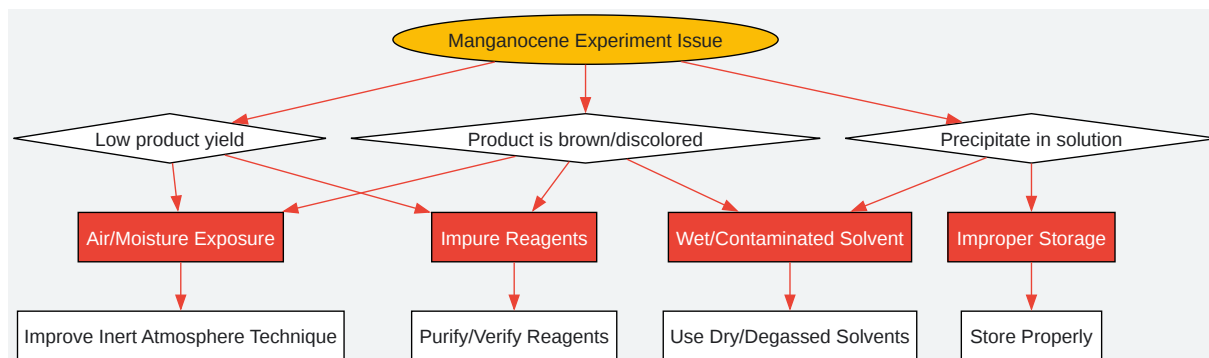 Manganocene Experiment Issue
Low product yield
Product is brown/discolored
Precipitate in solution
Air/Moisture Exposure
Impure Reagents
Wet/Contaminated Solvent
Improper Storage
Improve Inert Atmosphere Technique
Purify/Verify Reagents
Use Dry/Degassed Solvents
Store Properly